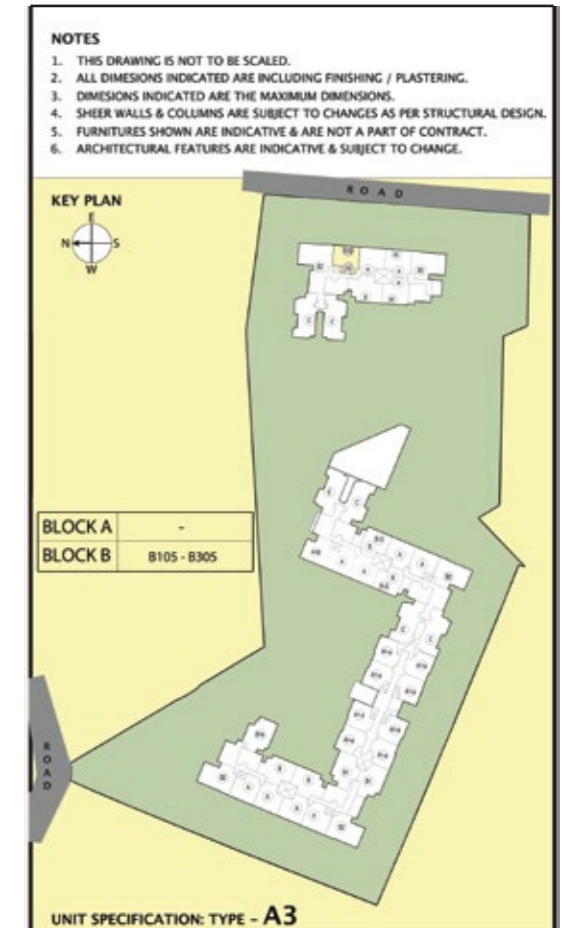 NOTES
1. THIS DRAWING IS NOT TO BE SCALED.
2. ALL DIMESIONS INDICATED ARE INCLUDING FINISHING / PLASTERING.
3. DIMESIONS INDICATED ARE THE MAXIMUM DIMENSIONS.
4. SHEER WALLS & COLUMNS ARE SUBJECT TO CHANGES AS PER STRUCTURAL DESIGN.
5. FURNITURES SHOWN ARE INDICATIVE & ARE NOT A PART OF CONTRACT.
6. ARCHITECTURAL FEATURES ARE INDICATIVE & SUBJECT TO CHANGE.
ROAD
KEY PLAN
E
N S
W
BLOCK A -
BLOCK B B105 - B305
ROAD
UNIT SPECIFICATION: TYPE - A3